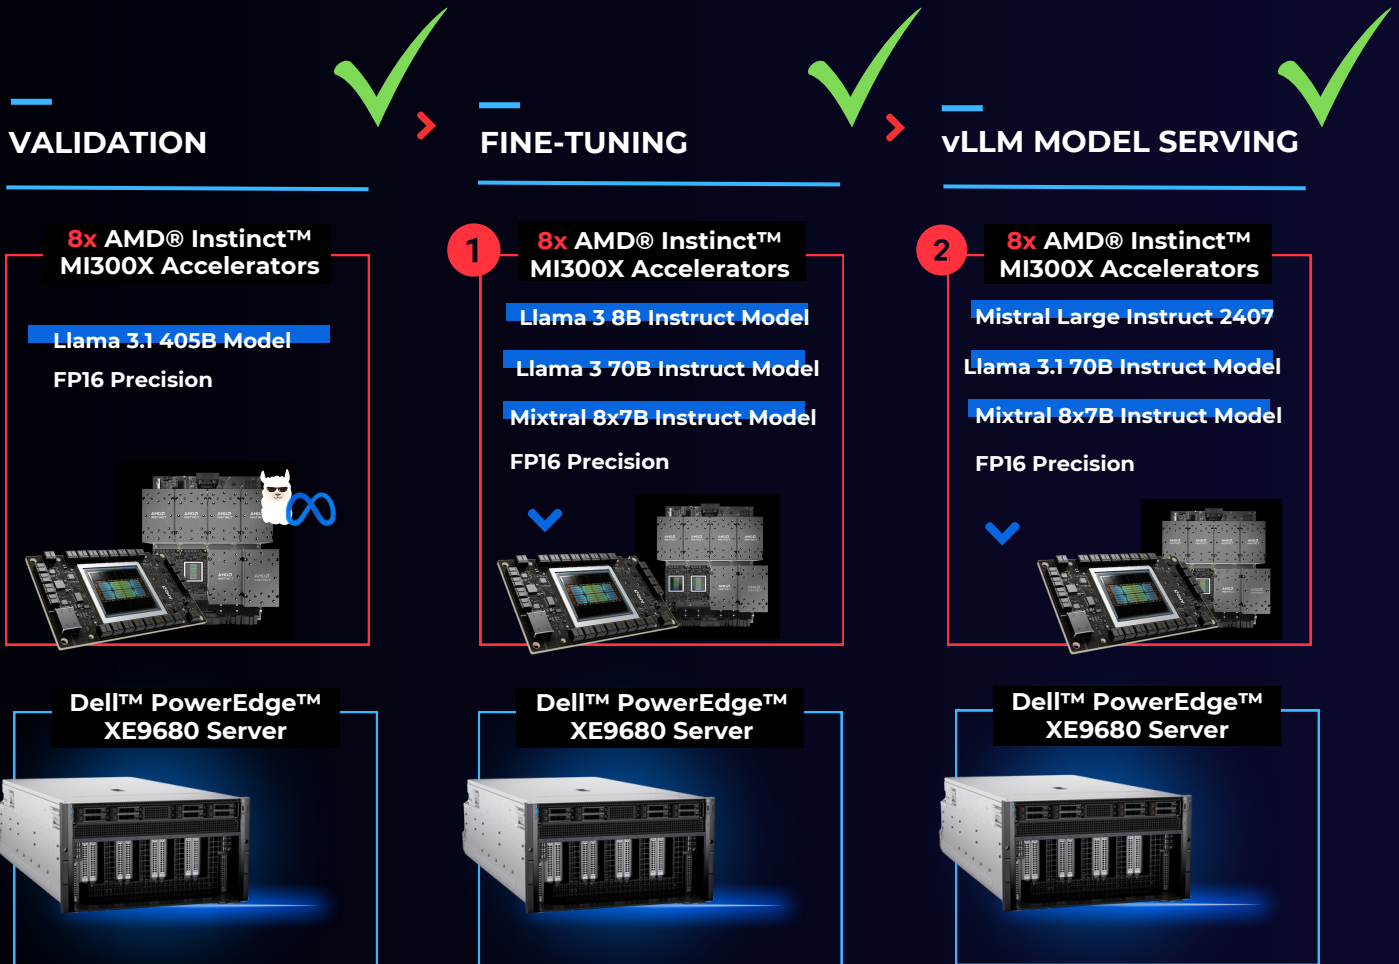 VALIDATION
8x AMD® Instinct™
MI300X Accelerators
Llama 3.1 405B Model
FP16 Precision
Dell™ PowerEdge™
XE9680 Server
FINE-TUNING
1
8x AMD® Instinct™
MI300X Accelerators
Llama 3 8B Instruct Model
Llama 3 70B Instruct Model
Mixtral 8x7B Instruct Model
FP16 Precision
Dell™ PowerEdge™
XE9680 Server
vLLM MODEL SERVING
2
8x AMD® Instinct™
MI300X Accelerators
Mistral Large Instruct 2407
Llama 3.1 70B Instruct Model
Mixtral 8x7B Instruct Model
FP16 Precision
Dell™ PowerEdge™
XE9680 Server